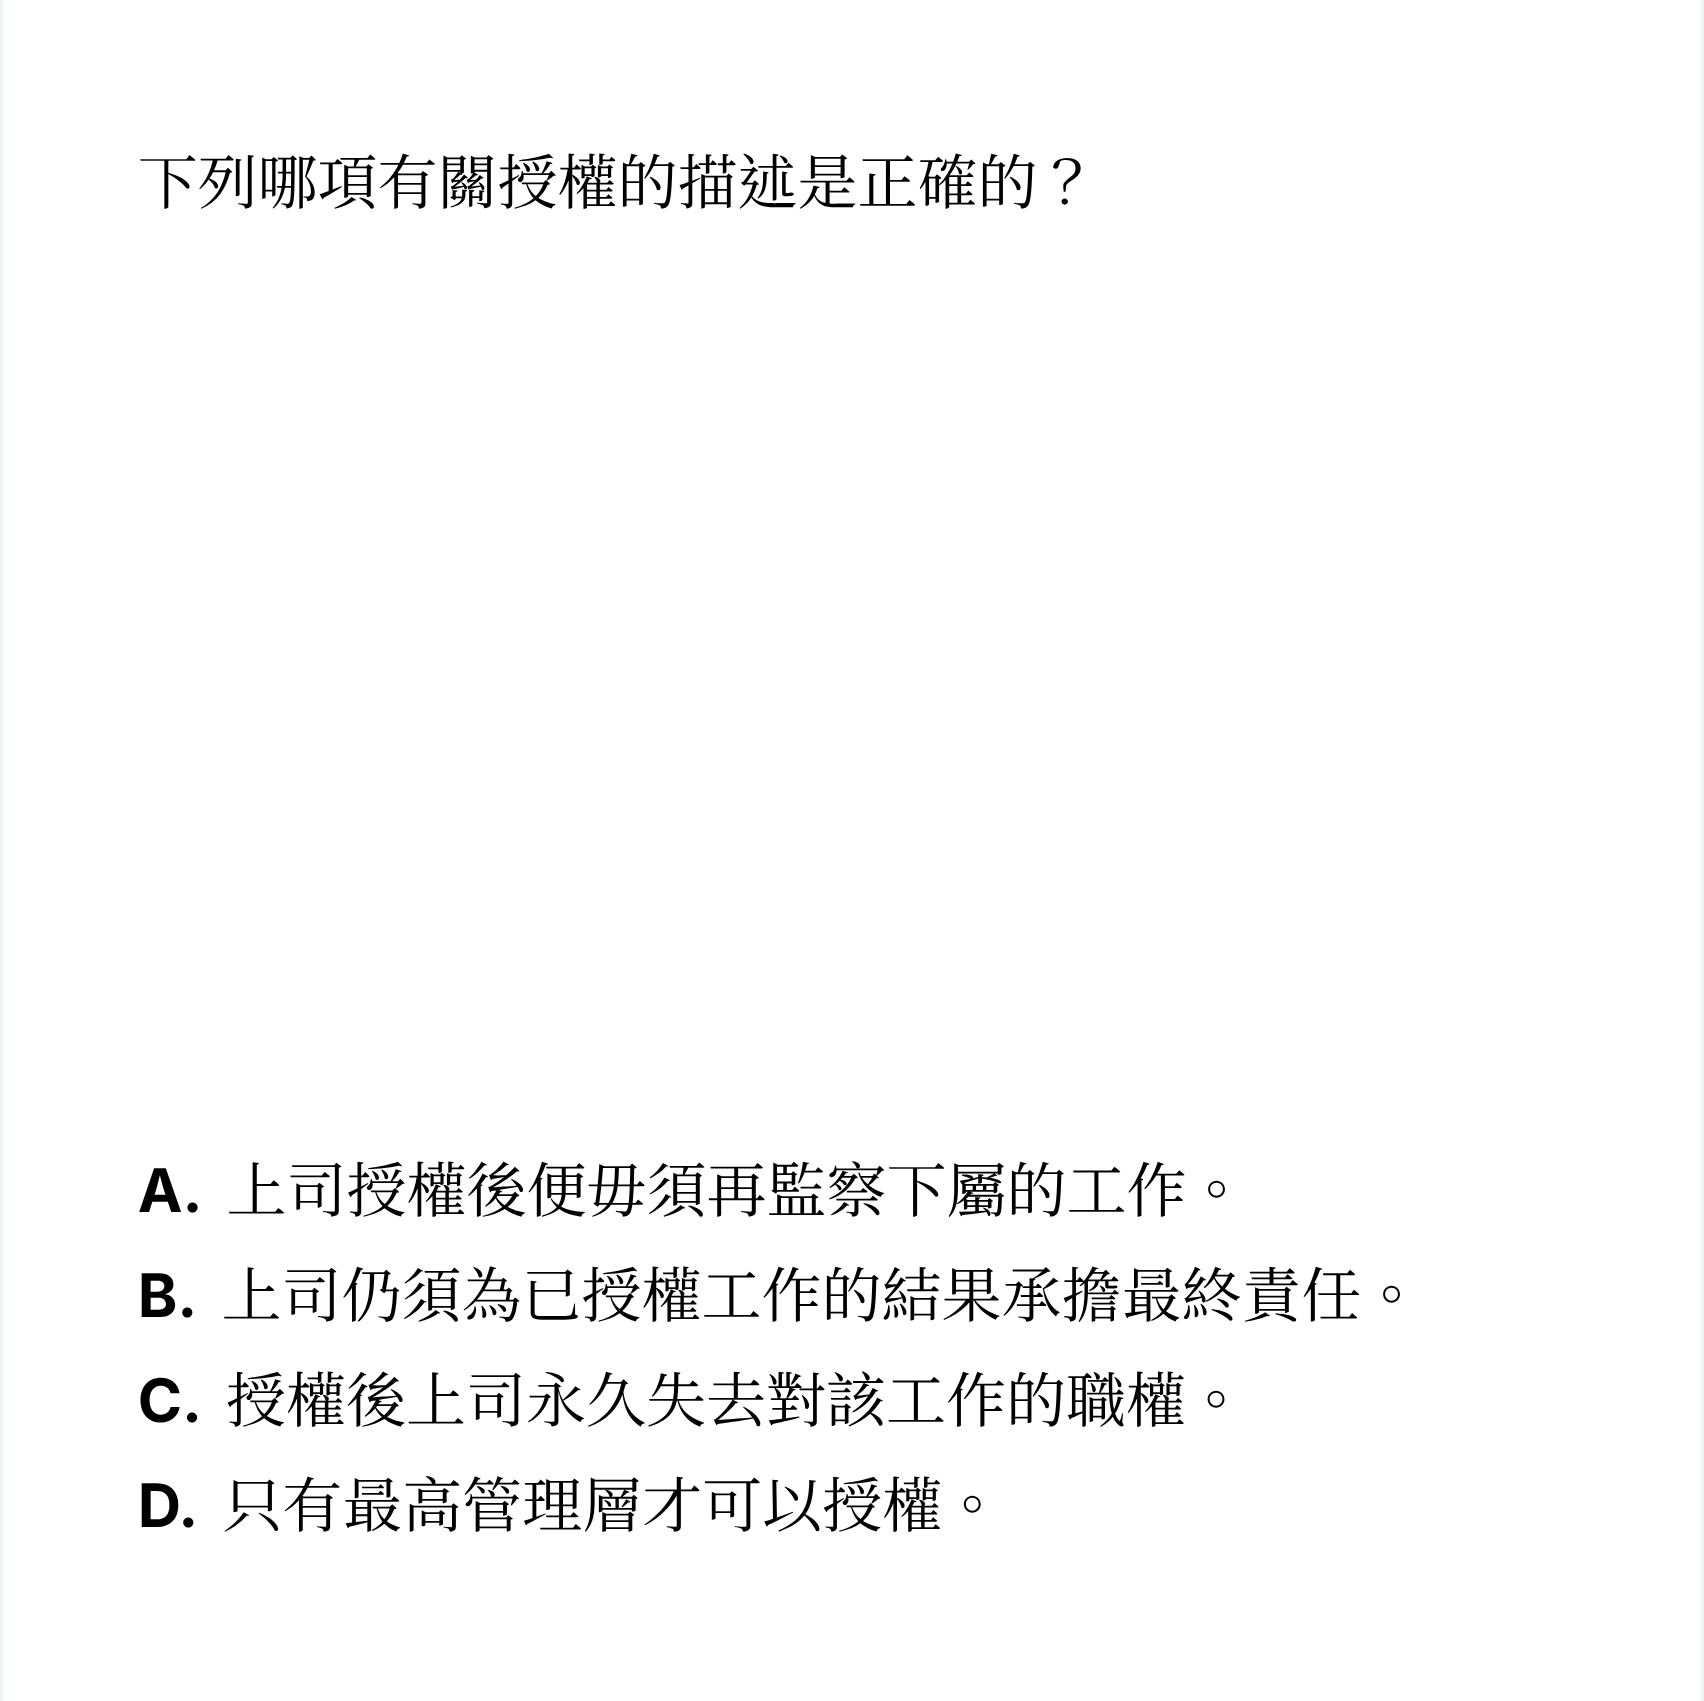 下列哪項有關授權的描述是正確的？
A. 上司授權後便毋須再監察下屬的工作。
B. 上司仍須為已授權工作的結果承擔最終責任。
C. 授權後上司永久失去對該工作的職權。
D. 只有最高管理層才可以授權。